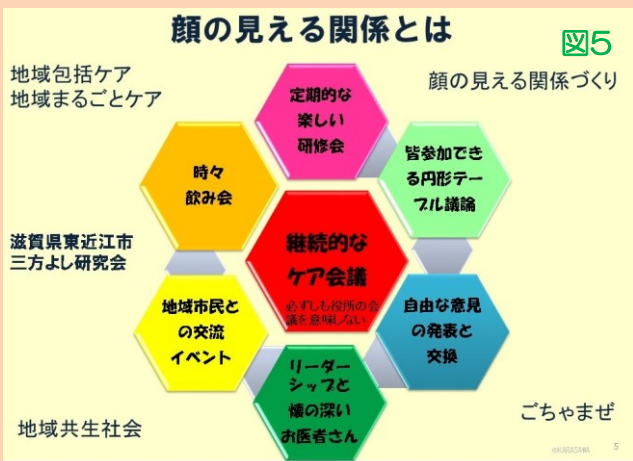 顔の見える関係とは
図5
地域包括ケア
地域まるごとケア
顔の見える関係づくり
定期的な
楽しい
研修会
時々
飲み会
皆参加でき
る円形テー
ブル議論
滋賀県東近江市
三方よし研究会
継続的な
ケア会議
必ずしも役所の会
議を意味しない
地域市民と
の交流
イベント
自由な意見
の発表と
交換
リーダー
シップと
懐の深い
お医者さん
地域共生社会
ごちゃまぜ
©KARASAWA
5